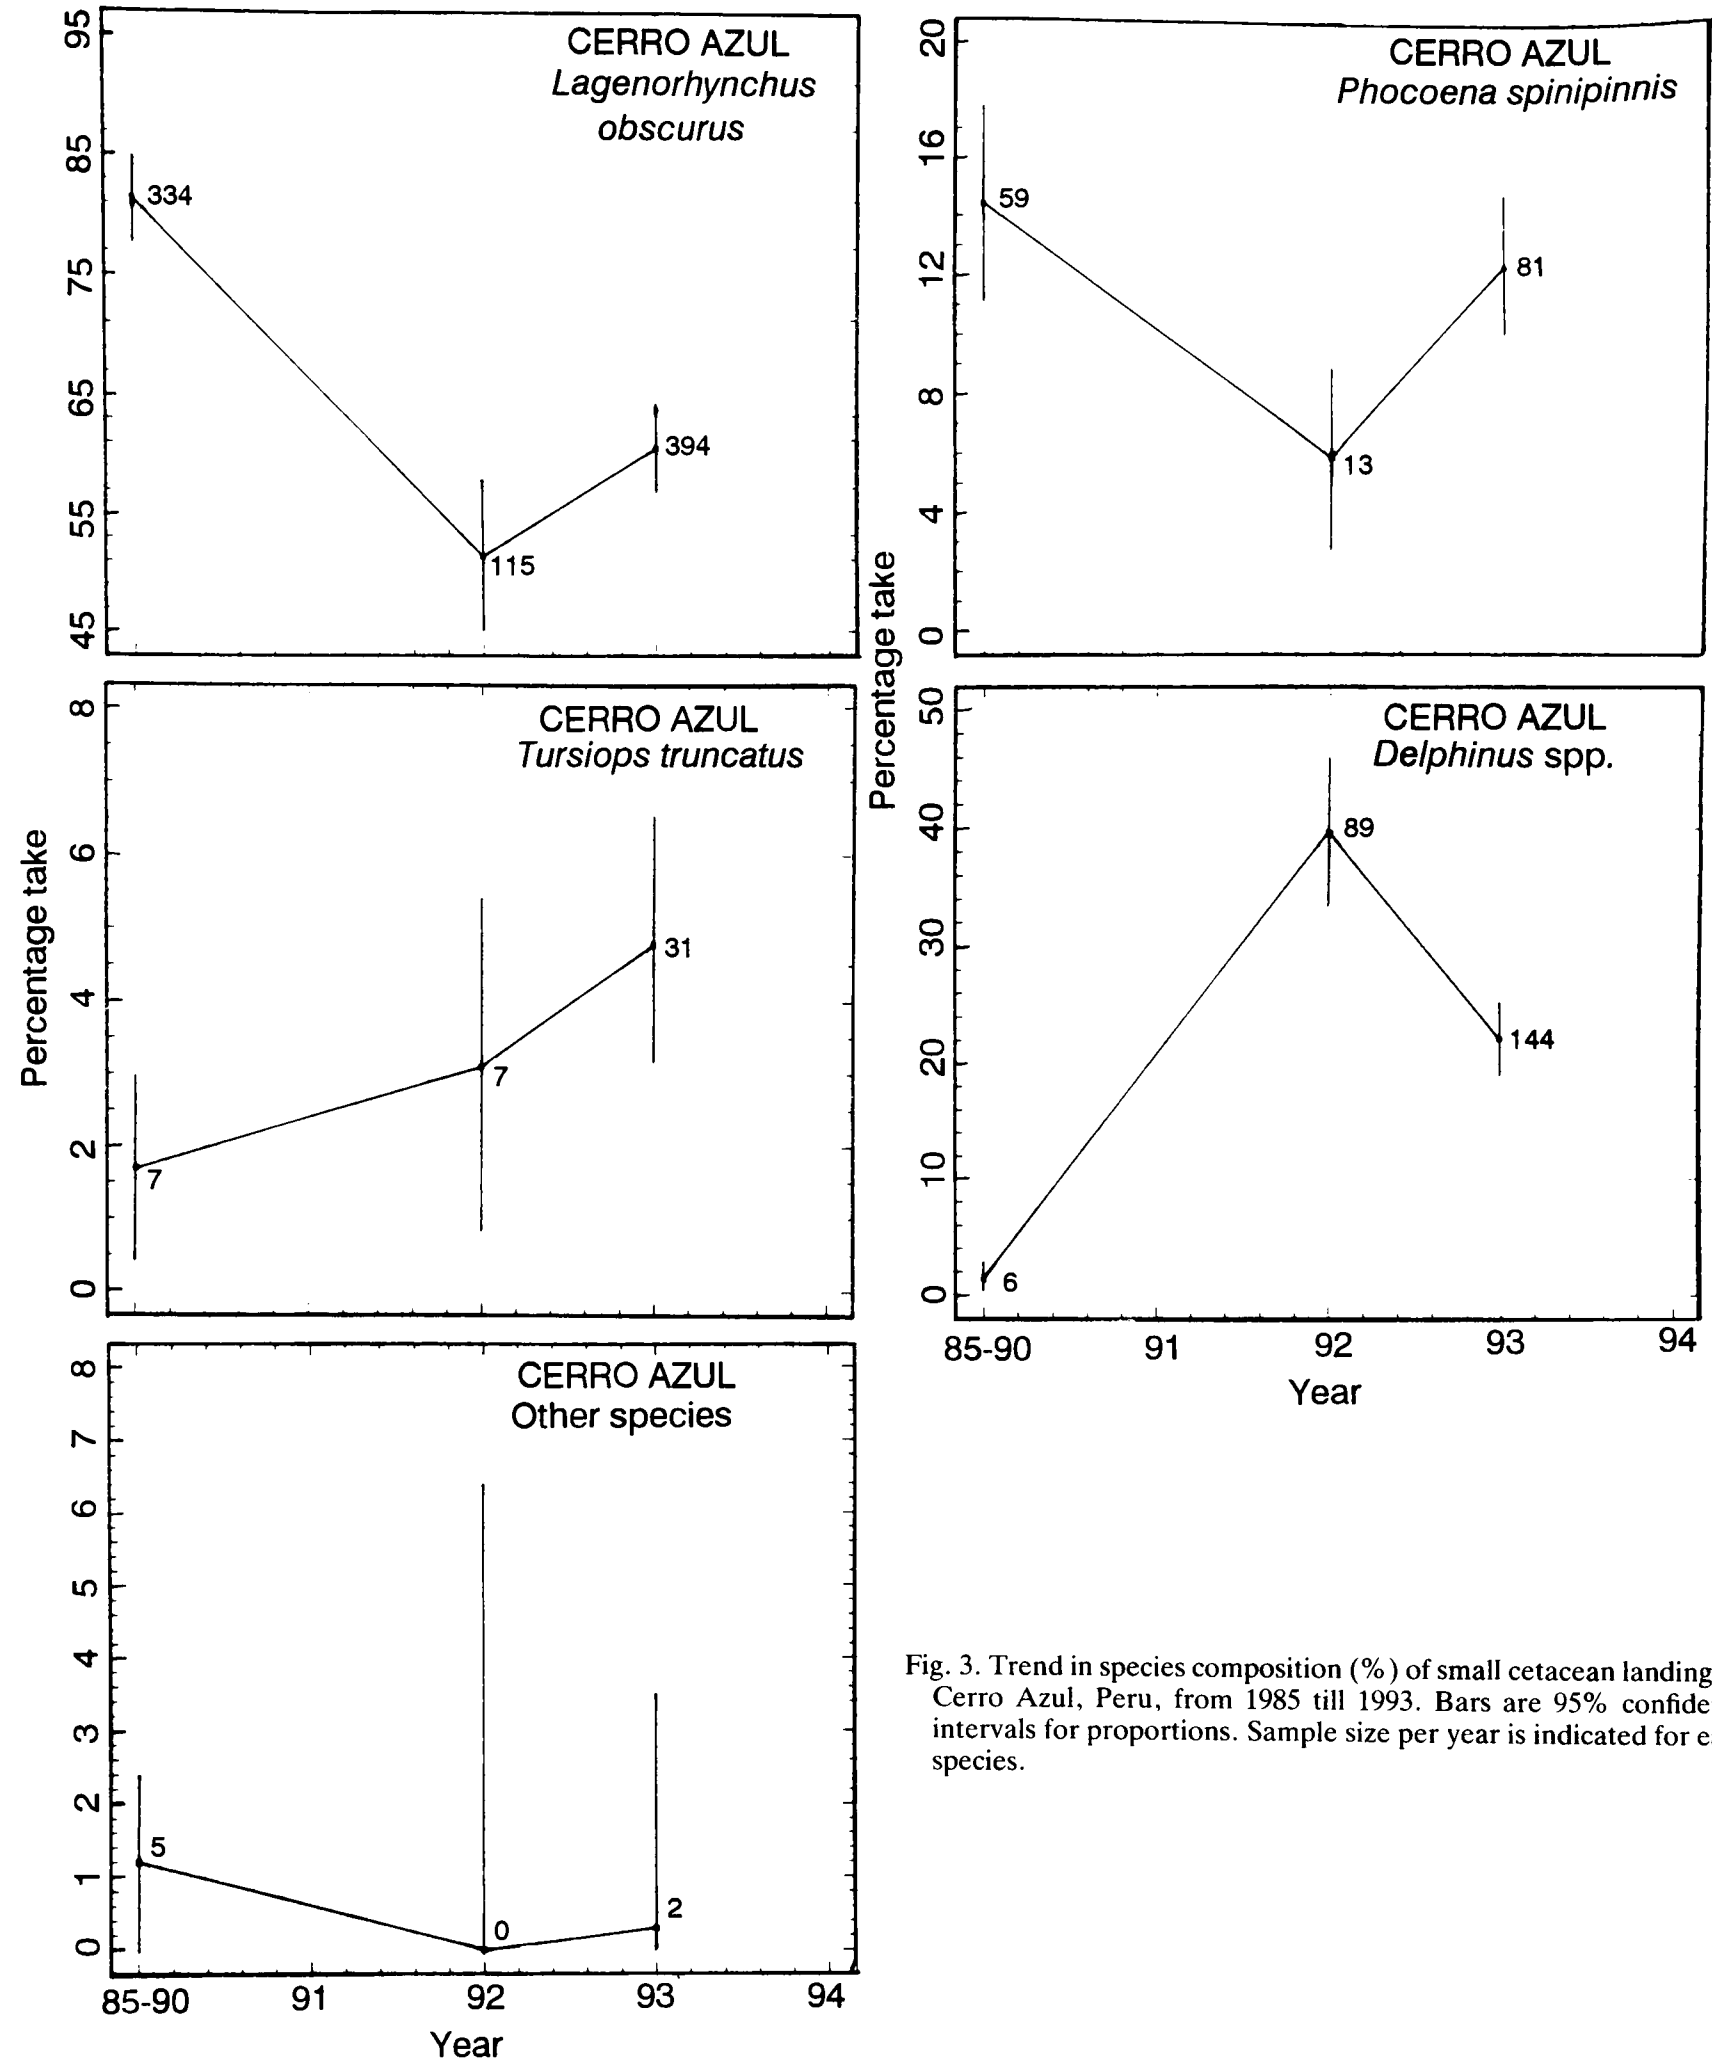 CERRO AZUL
Lagenorhynchus
obscurus
95
85
75
65
55
45
334
115
394
CERRO AZUL
Phocoena spinipinnis
20
16
12
8
4
0
59
13
81
Percentage take
CERRO AZUL
Tursiops truncatus
8
6
4
2
0
7
7
31
Percentage take
CERRO AZUL
Delphinus spp.
50
40
30
20
10
0
6
89
144
85-90 91 92 93 94
Year
CERRO AZUL
Other species
8
7
6
5
4
3
2
1
0
5
0
2
85-90 91 92 93 94
Year
Fig. 3. Trend in species composition (%) of small cetacean landing
Cerro Azul, Peru, from 1985 till 1993. Bars are 95% confide
intervals for proportions. Sample size per year is indicated for e
species.